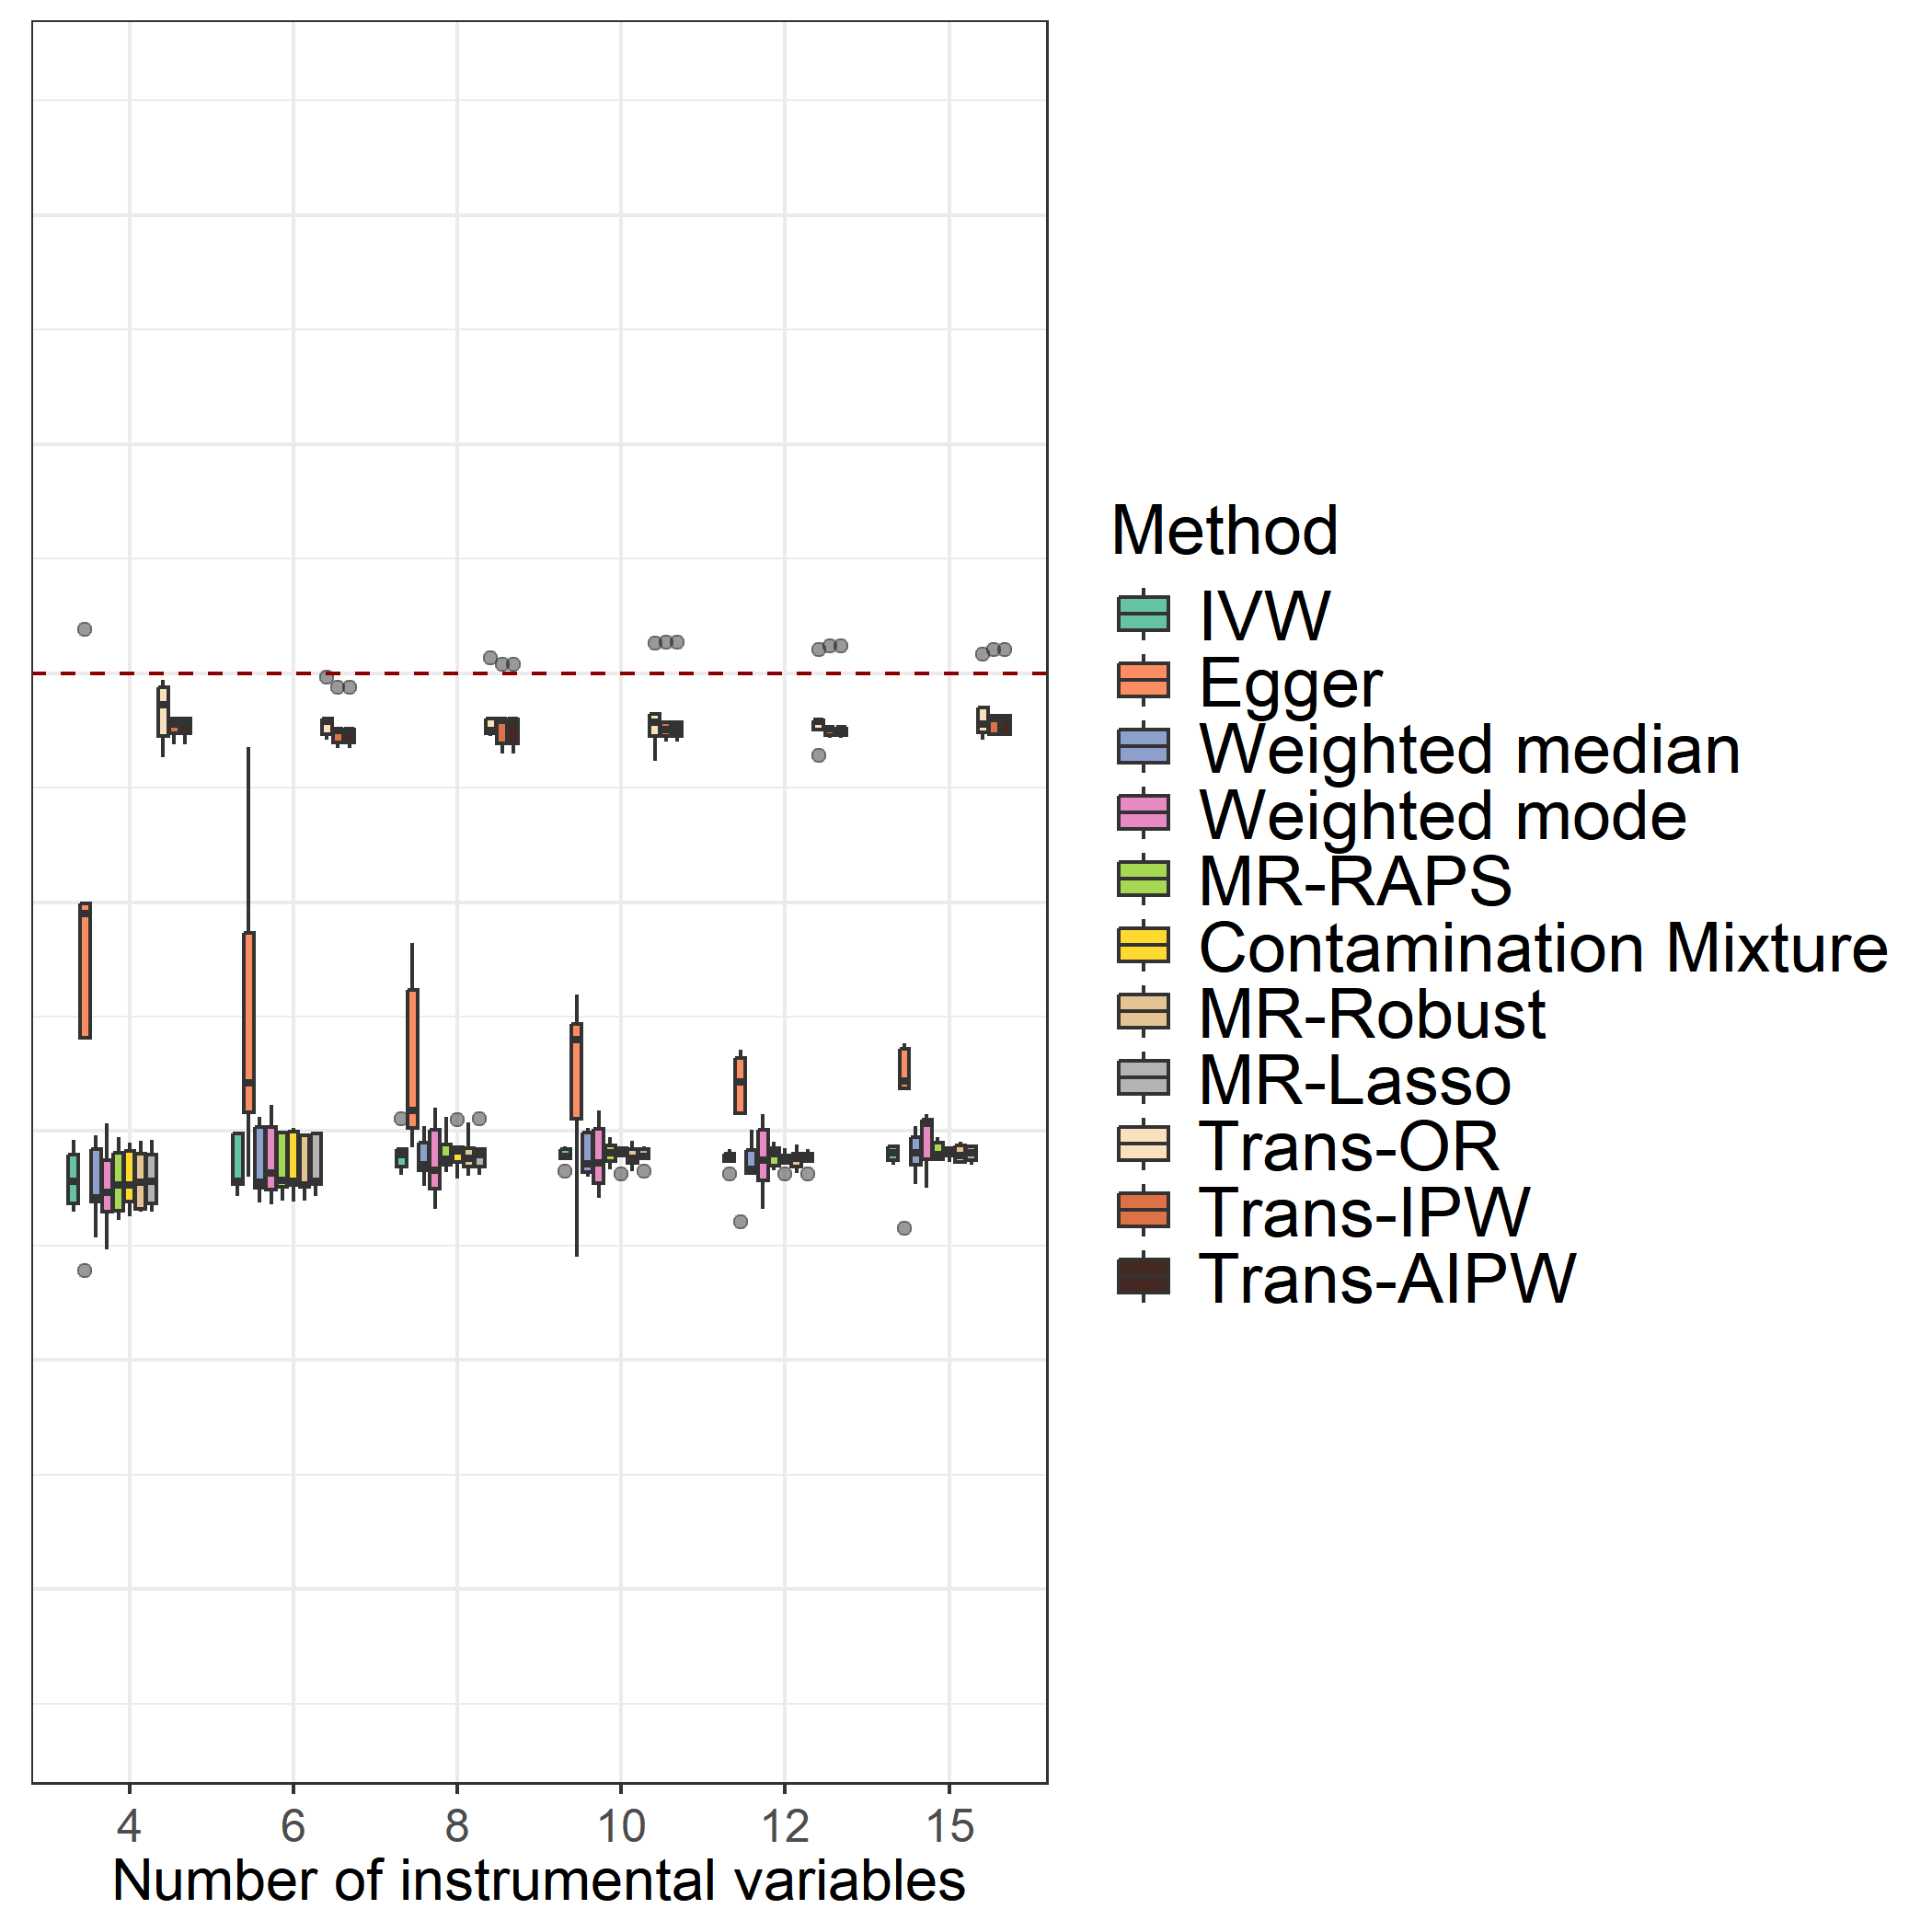 Method
IVW
Egger
Weighted median
Weighted mode
MR-RAPS
Contamination Mixture
MR-Robust
MR-Lasso
Trans-OR
Trans-IPW
Trans-AIPW
4 6 8 10 12 15
Number of instrumental variables